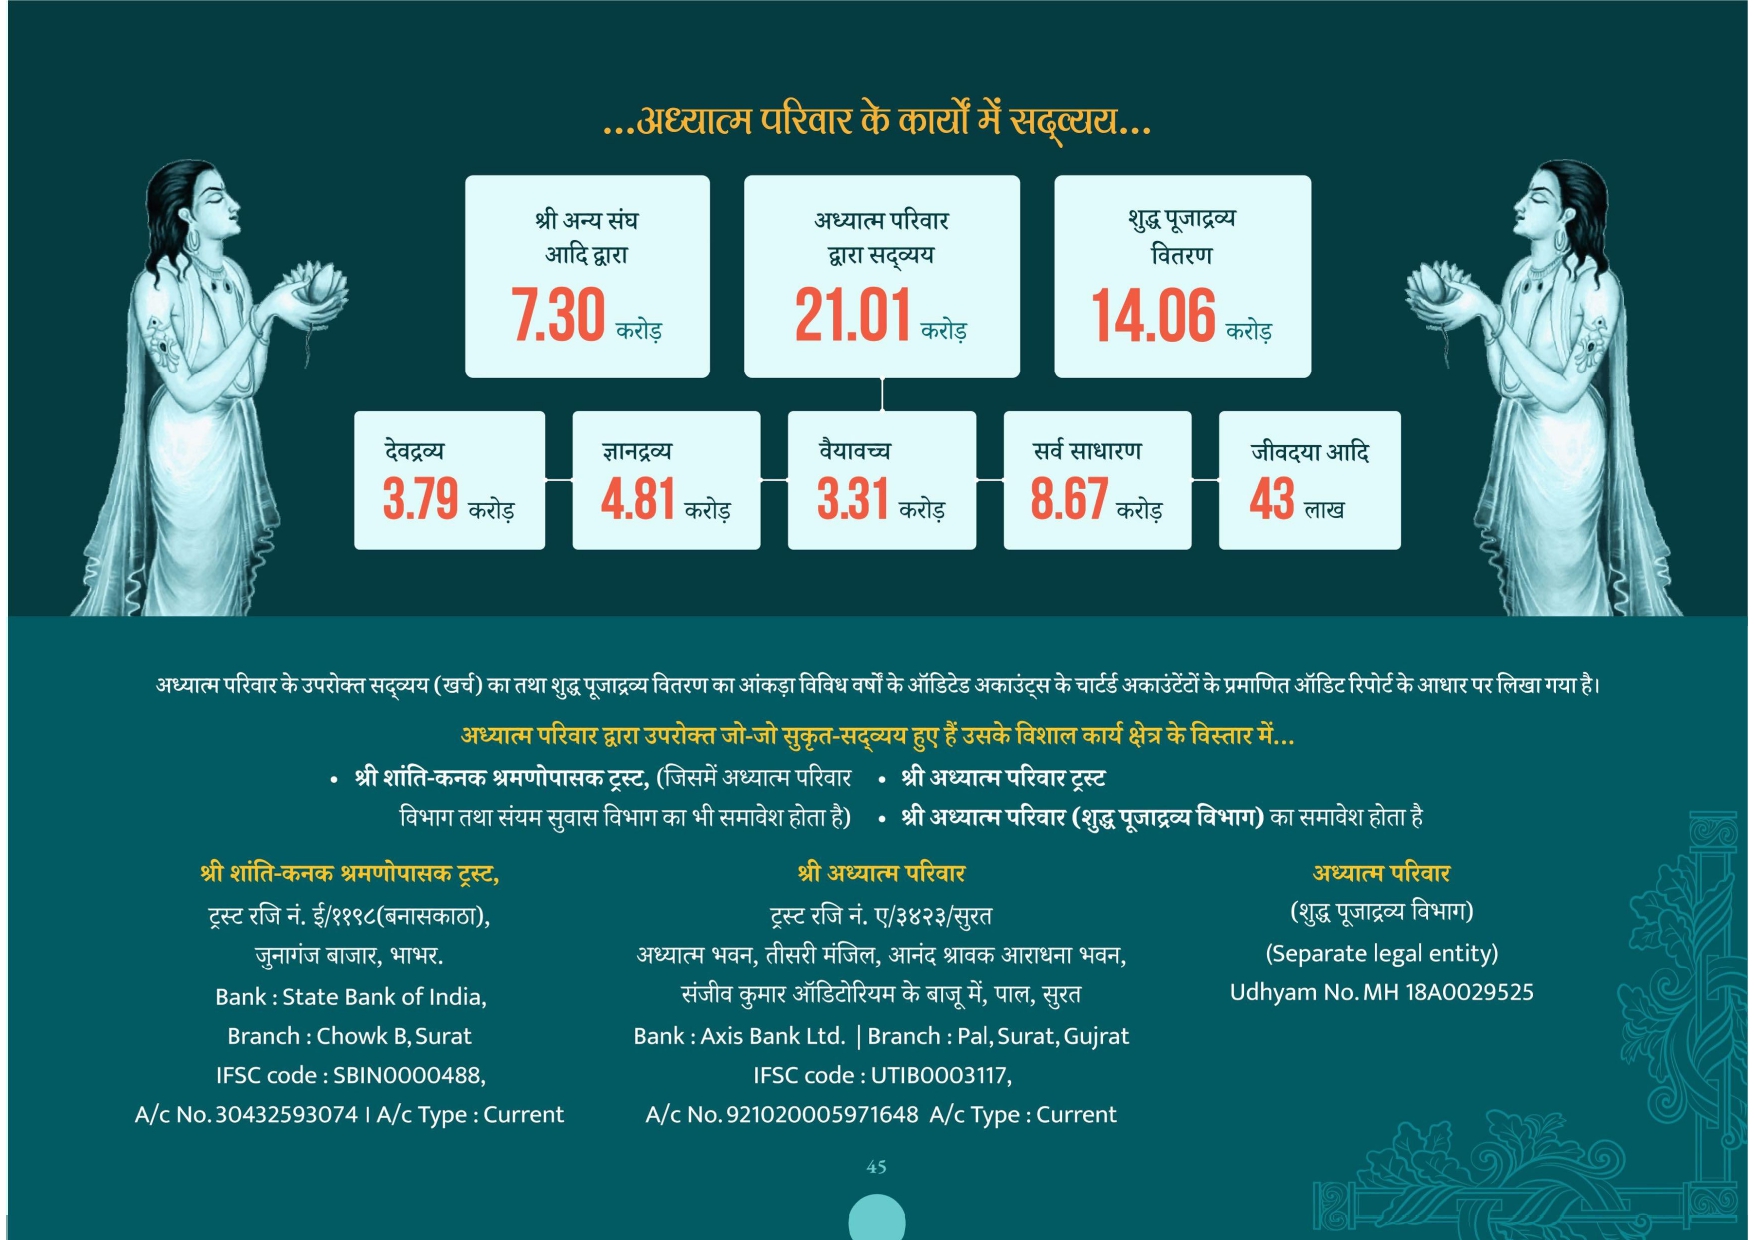 ...अध्यात्म परिवार के कार्यों में सद्व्यय...
श्री अन्य संघ
आदि द्वारा
7.30 करोड़
अध्यात्म परिवार
द्वारा सद्व्यय
21.01 करोड़
शुद्ध पूजाद्रव्य
वितरण
14.06 करोड़
देवद्रव्य
3.79 करोड़
ज्ञानद्रव्य
4.81 करोड़
वैयावच्च
3.31 करोड़
सर्व साधारण
8.67 करोड़
जीवदया आदि
43 लाख
अध्यात्म परिवार के उपरोक्त सद्व्यय (खर्च) का तथा शुद्ध पूजाद्रव्य वितरण का आंकड़ा विविध वर्षों के ऑडिटेड अकाउंट्स के चार्टर्ड अकाउंटेंटों के प्रमाणित ऑडिट रिपोर्ट के आधार पर लिखा गया है।
अध्यात्म परिवार द्वारा उपरोक्त जो-जो सुकृत-सद्व्यय हुए हैं उसके विशाल कार्य क्षेत्र के विस्तार में...
• श्री शांति-कनक श्रमणोपासक ट्रस्ट, (जिसमें अध्यात्म परिवार
विभाग तथा संयम सुवास विभाग का भी समावेश होता है)
• श्री अध्यात्म परिवार ट्रस्ट
• श्री अध्यात्म परिवार (शुद्ध पूजाद्रव्य विभाग) का समावेश होता है
श्री शांति-कनक श्रमणोपासक ट्रस्ट,
ट्रस्ट रजि नं. ई/११९८(बनासकाठा),
जुनागंज बाजार, भाभर.
Bank : State Bank of India,
Branch : Chowk B, Surat
IFSC code : SBIN0000488,
A/c No. 30432593074 I A/c Type : Current
श्री अध्यात्म परिवार
ट्रस्ट रजि नं. ए/३४२३/सुरत
अध्यात्म भवन, तीसरी मंजिल, आनंद श्रावक आराधना भवन,
संजीव कुमार ऑडिटोरियम के बाजू में, पाल, सुरत
Bank : Axis Bank Ltd. | Branch : Pal, Surat, Gujrat
IFSC code : UTIB0003117,
A/c No. 921020005971648 A/c Type : Current
अध्यात्म परिवार
(शुद्ध पूजाद्रव्य विभाग)
(Separate legal entity)
Udhyam No. MH 18A0029525
45